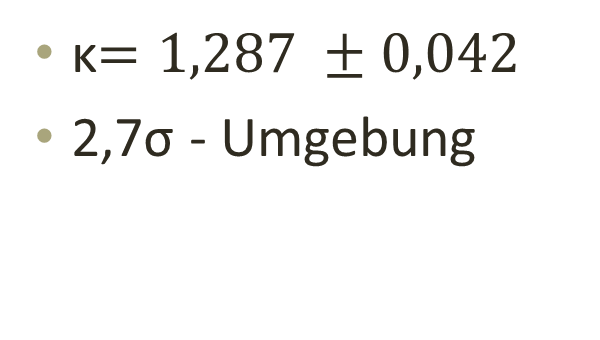 • κ= 1,287 ± 0,042
• 2,7σ - Umgebung